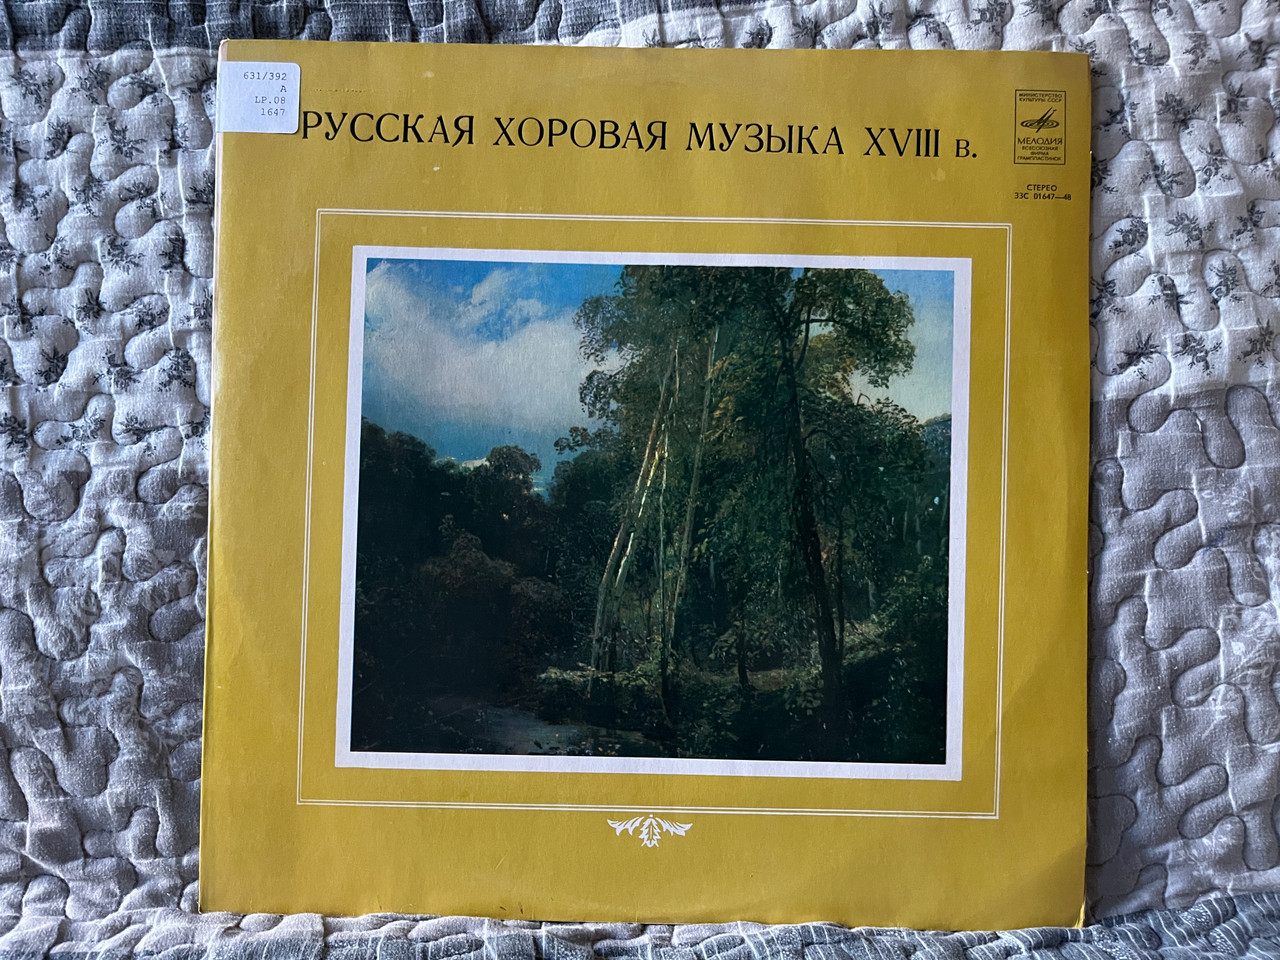 631/392
A
LP.08
1647
РУССКАЯ ХОРОВАЯ МУЗЫКА XVIII в.
МИНИСТЕРСТВО
КУЛЬТУРЫ СССР
МЕЛОДИЯ
ВСЕСОЮЗНАЯ
ФИРМА
ГРАМПЛАСТИНОК
СТЕРЕО
33С 01647—48